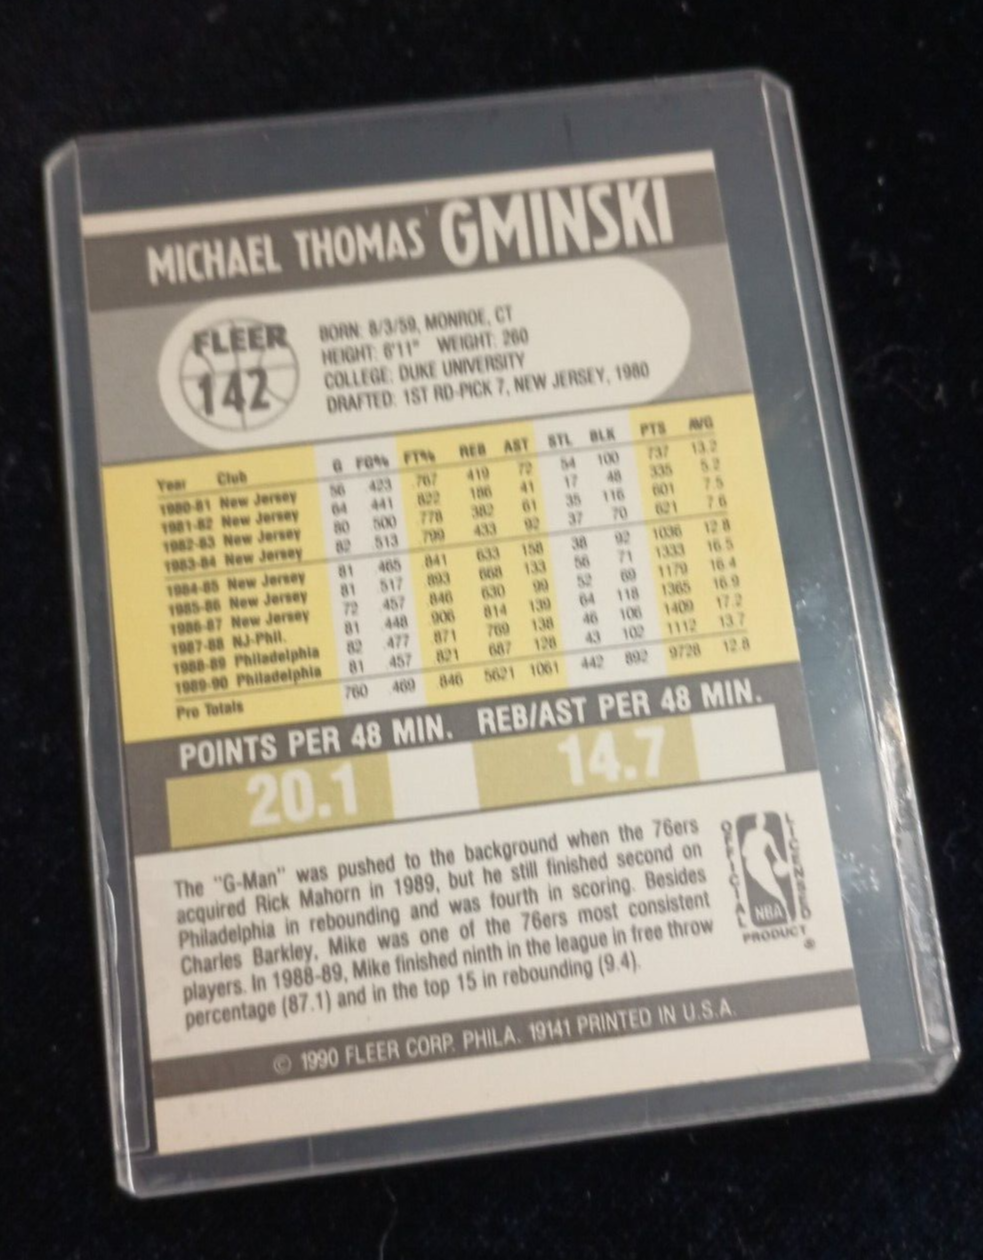 MICHAEL THOMAS GMINSKI
FLEER
142
BORN: 8/3/59, MONROE, CT
HEIGHT: 6'11" WEIGHT: 260
COLLEGE: DUKE UNIVERSITY
DRAFTED: 1ST RD-PICK 7, NEW JERSEY, 1980
Year Club G FG% FT% REB AST STL BLK PTS AVG
1980-81 New Jersey 56 .423 .767 419 72 54 100 737 13.2
1981-82 New Jersey 64 .441 .822 186 41 17 48 335 5.2
1982-83 New Jersey 80 .500 .778 382 61 35 116 601 7.5
1983-84 New Jersey 82 .513 .799 433 92 37 70 621 7.6
1984-85 New Jersey 81 .465 .841 633 158 38 92 1036 12.8
1985-86 New Jersey 81 .517 .893 668 133 56 71 1333 16.5
1986-87 New Jersey 72 .457 .846 630 99 52 69 1179 16.4
1987-88 NJ-Phil. 81 .448 .906 814 139 64 118 1365 16.9
1988-89 Philadelphia 82 .477 .871 769 138 46 106 1409 17.2
1989-90 Philadelphia 81 .457 .821 687 128 43 102 1112 13.7
Pro Totals 760 .469 .846 5621 1061 442 892 9728 12.8
POINTS PER 48 MIN. REB/AST PER 48 MIN.
20.1 14.7
The "G-Man" was pushed to the background when the 76ers
acquired Rick Mahorn in 1989, but he still finished second on
Philadelphia in rebounding and was fourth in scoring. Besides
Charles Barkley, Mike was one of the 76ers most consistent
players. In 1988-89, Mike finished ninth in the league in free throw
percentage (87.1) and in the top 15 in rebounding (9.4).
OFFICIAL LICENSED
NBA
PRODUCT
®
© 1990 FLEER CORP. PHILA. 19141 PRINTED IN U.S.A.